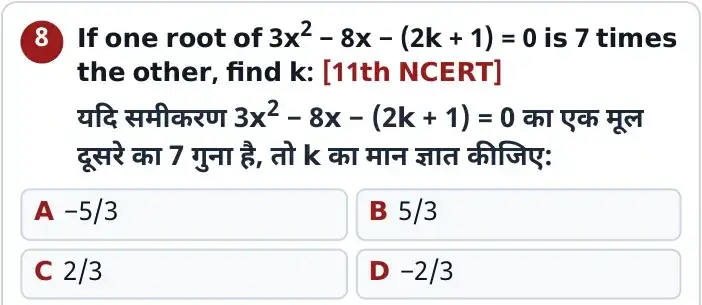 8 If one root of 3x² − 8x − (2k + 1) = 0 is 7 times
the other, find k: [11th NCERT]
यदि समीकरण 3x² − 8x − (2k + 1) = 0 का एक मूल
दूसरे का 7 गुना है, तो k का मान ज्ञात कीजिए:
A −5/3
B 5/3
C 2/3
D −2/3